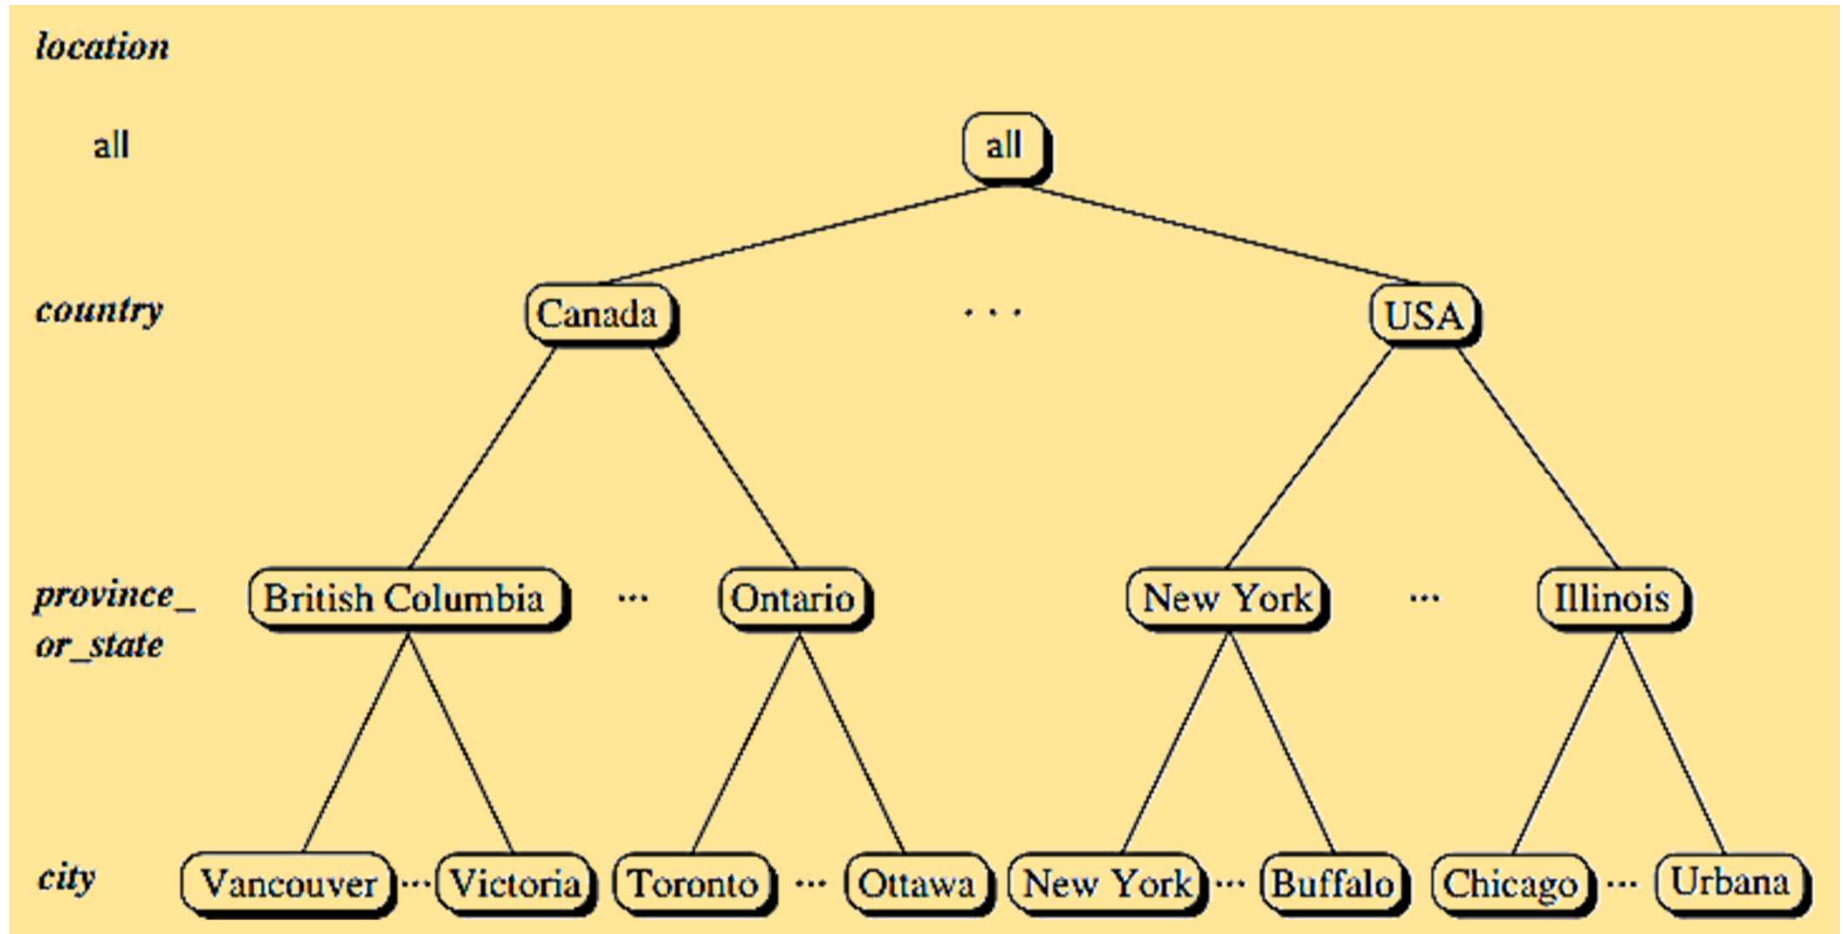 location
all all
country Canada . . . USA
province_ British Columbia ... Ontario New York ... Illinois
or_state
city Vancouver ... Victoria Toronto ... Ottawa New York ... Buffalo Chicago ... Urbana